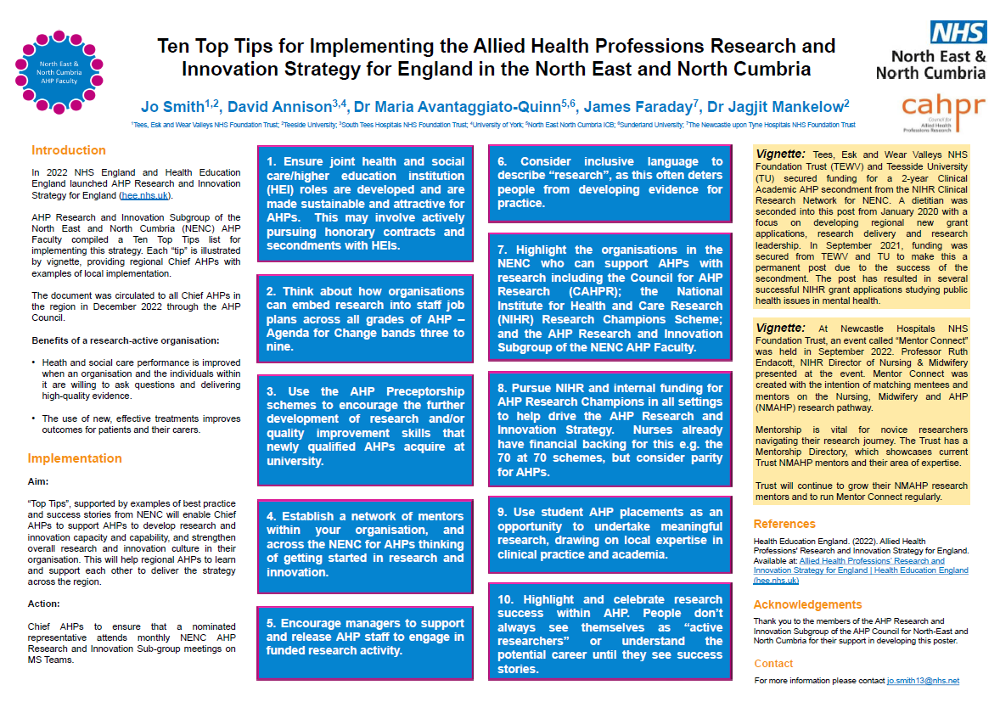 North East &
North Cumbria
AHP Faculty
Ten Top Tips for Implementing the Allied Health Professions Research and
Innovation Strategy for England in the North East and North Cumbria
NHS
North East &
North Cumbria
cahpr
Council for
Allied Health
Professions Research
Jo Smith1,2, David Annison3,4, Dr Maria Avantaggiato-Quinn5,6, James Faraday7, Dr Jagjit Mankelow2
1Tees, Esk and Wear Valleys NHS Foundation Trust; 2Teeside University; 3South Tees Hospitals NHS Foundation Trust; 4University of York; 5North East North Cumbria ICB; 6Sunderland University; 7The Newcastle upon Tyne Hospitals NHS Foundation Trust
Introduction
In 2022 NHS England and Health Education
England launched AHP Research and Innovation
Strategy for England (hee.nhs.uk).
AHP Research and Innovation Subgroup of the
North East and North Cumbria (NENC) AHP
Faculty compiled a Ten Top Tips list for
implementing this strategy. Each “tip” is illustrated
by vignette, providing regional Chief AHPs with
examples of local implementation.
The document was circulated to all Chief AHPs in
the region in December 2022 through the AHP
Council.
Benefits of a research-active organisation:
• Heath and social care performance is improved
when an organisation and the individuals within
it are willing to ask questions and delivering
high-quality evidence.
• The use of new, effective treatments improves
outcomes for patients and their carers.
Implementation
Aim:
“Top Tips”, supported by examples of best practice
and success stories from NENC will enable Chief
AHPs to support AHPs to develop research and
innovation capacity and capability, and strengthen
overall research and innovation culture in their
organisation. This will help regional AHPs to learn
and support each other to deliver the strategy
across the region.
Action:
Chief AHPs to ensure that a nominated
representative attends monthly NENC AHP
Research and Innovation Sub-group meetings on
MS Teams.
1. Ensure joint health and social
care/higher education institution
(HEI) roles are developed and are
made sustainable and attractive for
AHPs. This may involve actively
pursuing honorary contracts and
secondments with HEIs.
2. Think about how organisations
can embed research into staff job
plans across all grades of AHP –
Agenda for Change bands three to
nine.
3. Use the AHP Preceptorship
schemes to encourage the further
development of research and/or
quality improvement skills that
newly qualified AHPs acquire at
university.
4. Establish a network of mentors
within your organisation, and
across the NENC for AHPs thinking
of getting started in research and
innovation.
5. Encourage managers to support
and release AHP staff to engage in
funded research activity.
6. Consider inclusive language to
describe “research”, as this often deters
people from developing evidence for
practice.
7. Highlight the organisations in the
NENC who can support AHPs with
research including the Council for AHP
Research (CAHPR); the National
Institute for Health and Care Research
(NIHR) Research Champions Scheme;
and the AHP Research and Innovation
Subgroup of the NENC AHP Faculty.
8. Pursue NIHR and internal funding for
AHP Research Champions in all settings
to help drive the AHP Research and
Innovation Strategy. Nurses already
have financial backing for this e.g. the
70 at 70 schemes, but consider parity
for AHPs.
9. Use student AHP placements as an
opportunity to undertake meaningful
research, drawing on local expertise in
clinical practice and academia.
10. Highlight and celebrate research
success within AHP. People don’t
always see themselves as “active
researchers” or understand the
potential career until they see success
stories.
Vignette: Tees, Esk and Wear Valleys NHS
Foundation Trust (TEWV) and Teesside University
(TU) secured funding for a 2-year Clinical
Academic AHP secondment from the NIHR Clinical
Research Network for NENC. A dietitian was
seconded into this post from January 2020 with a
focus on developing regional new grant
applications, research delivery and research
leadership. In September 2021, funding was
secured from TEWV and TU to make this a
permanent post due to the success of the
secondment. The post has resulted in several
successful NIHR grant applications studying public
health issues in mental health.
Vignette: At Newcastle Hospitals NHS
Foundation Trust, an event called “Mentor Connect”
was held in September 2022. Professor Ruth
Endacott, NIHR Director of Nursing & Midwifery
presented at the event. Mentor Connect was
created with the intention of matching mentees and
mentors on the Nursing, Midwifery and AHP
(NMAHP) research pathway.
Mentorship is vital for novice researchers
navigating their research journey. The Trust has a
Mentorship Directory, which showcases current
Trust NMAHP mentors and their area of expertise.
Trust will continue to grow their NMAHP research
mentors and to run Mentor Connect regularly.
References
Health Education England. (2022). Allied Health
Professions' Research and Innovation Strategy for England.
Available at: Allied Health Professions’ Research and
Innovation Strategy for England | Health Education England
(hee.nhs.uk)
Acknowledgements
Thank you to the members of the AHP Research and
Innovation Subgroup of the AHP Council for North-East and
North Cumbria for their support in developing this poster.
Contact
For more information please contact jo.smith13@nhs.net